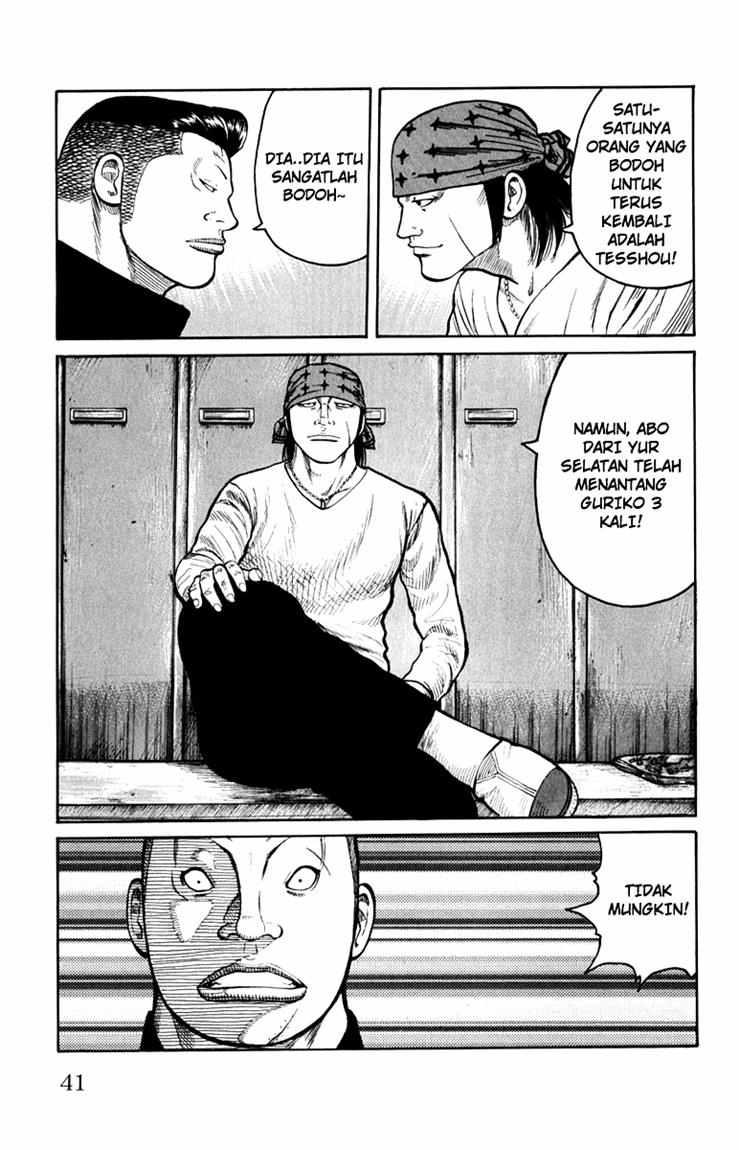 SATU-
SATUNYA
ORANG YANG
BODOH
UNTUK
TERUS
KEMBALI
ADALAH
TESSHOU!
DIA..DIA ITU
SANGATLAH
BODOH~
NAMUN, ABO
DARI YUR
SELATAN TELAH
MENANTANG
GURIKO 3
KALI!
TIDAK
MUNGKIN!
41